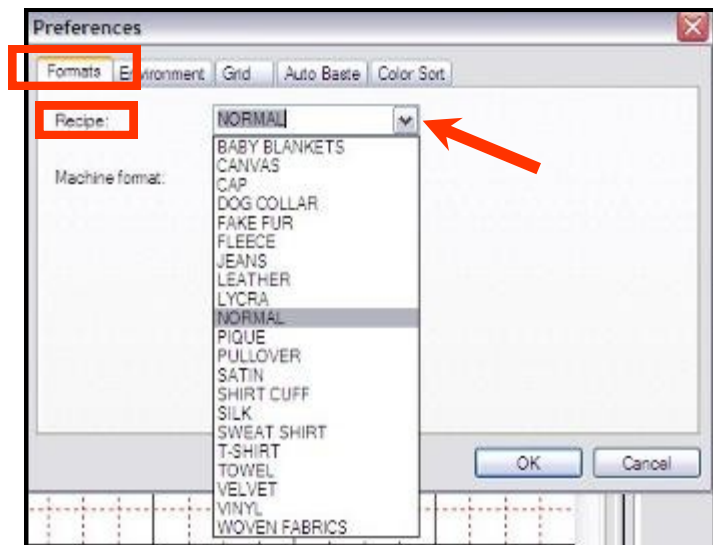 Preferences
Formats Environment Grid Auto Baste Color Sort
Recipe: NORMAL
BABY BLANKETS
CANVAS
Machine format: CAP
DOG COLLAR
FAKE FUR
FLEECE
JEANS
LEATHER
LYCRA
NORMAL
PIQUE
PULLOVER
SATIN
SHIRT CUFF
SILK
SWEAT SHIRT
T-SHIRT
OK Cancel
TOWEL
VELVET
VINYL
WOVEN FABRICS